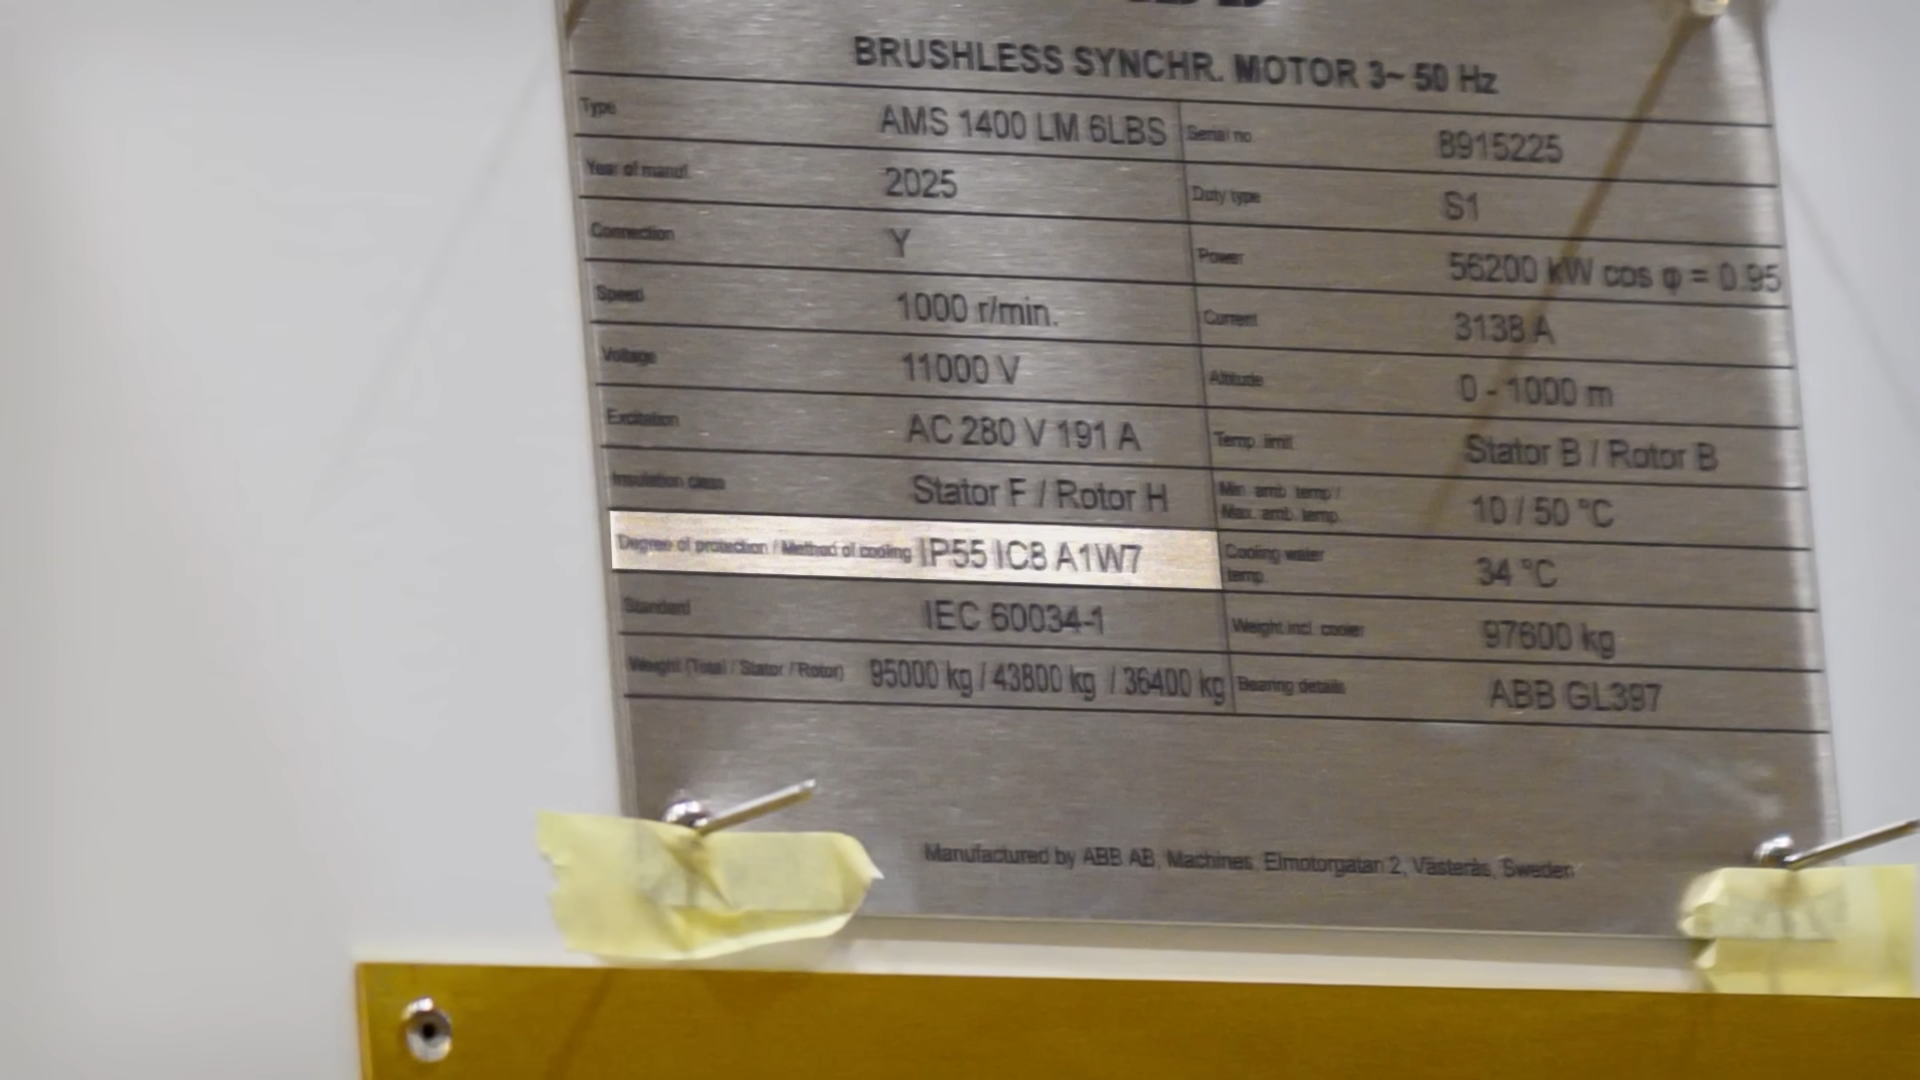 BRUSHLESS SYNCHR. MOTOR 3~ 50 Hz
Type AMS 1400 LM 6LBS Serial no 8915225
Year of manuf. 2025 Duty type S1
Connection Y Power 56200 kW cos φ = 0.95
Speed 1000 r/min. Current 3138 A
Voltage 11000 V Altitude 0 - 1000 m
Excitation AC 280 V 191 A Temp. limit Stator B / Rotor B
Insulation class Stator F / Rotor H Min. amb. temp / Max. amb. temp. 10 / 50 °C
Degree of protection / Method of cooling IP55 IC8 A1W7 Cooling water temp. 34 °C
Standard IEC 60034-1 Weight incl. cooler 97600 kg
Weight (Total / Stator / Rotor) 95000 kg / 43800 kg / 36400 kg Bearing details ABB GL397
Manufactured by ABB AB, Machines, Elmotorgatan 2, Västerås, Sweden